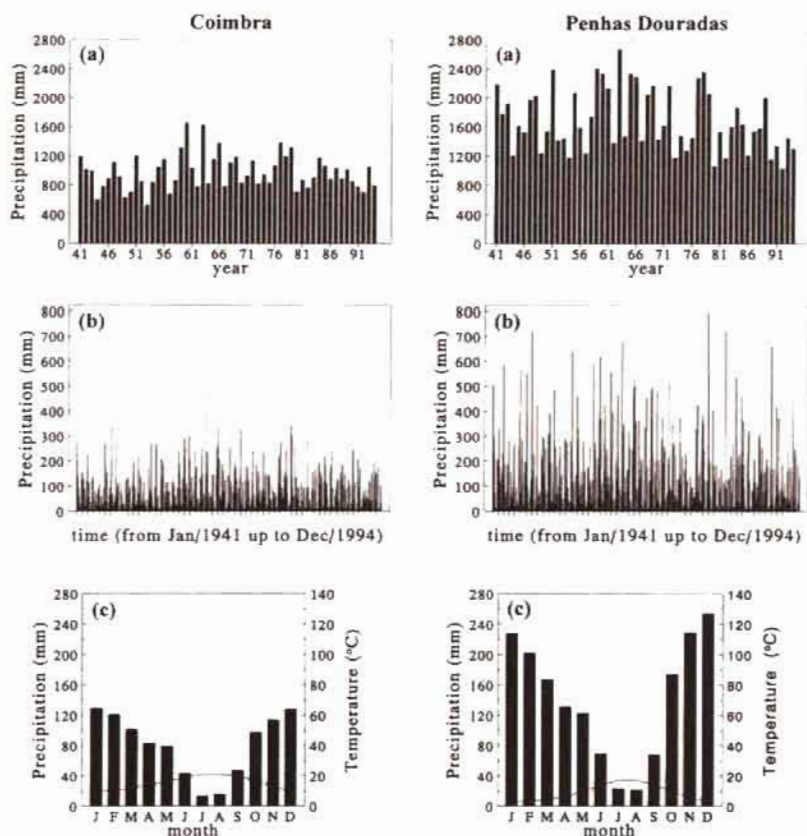 Coimbra
Penhas Douradas
(a)
Precipitation (mm)
2800
2400
2000
1600
1200
800
400
0
41 46 51 56 61 66 71 76 81 86 91
year
(a)
Precipitation (mm)
2800
2400
2000
1600
1200
800
400
0
41 46 51 56 61 66 71 76 81 86 91
year
(b)
Precipitation (mm)
800
700
600
500
400
300
200
100
0
time (from Jan/1941 up to Dec/1994)
(b)
Precipitation (mm)
800
700
600
500
400
300
200
100
0
time (from Jan/1941 up to Dec/1994)
(c)
Precipitation (mm)
280
240
200
160
120
80
40
0
140
120
100
80
60
40
20
0
Temperature (°C)
J F M A M J J A S O N D
month
(c)
Precipitation (mm)
280
240
200
160
120
80
40
0
140
120
100
80
60
40
20
0
Temperature (°C)
J F M A M J J A S O N D
month